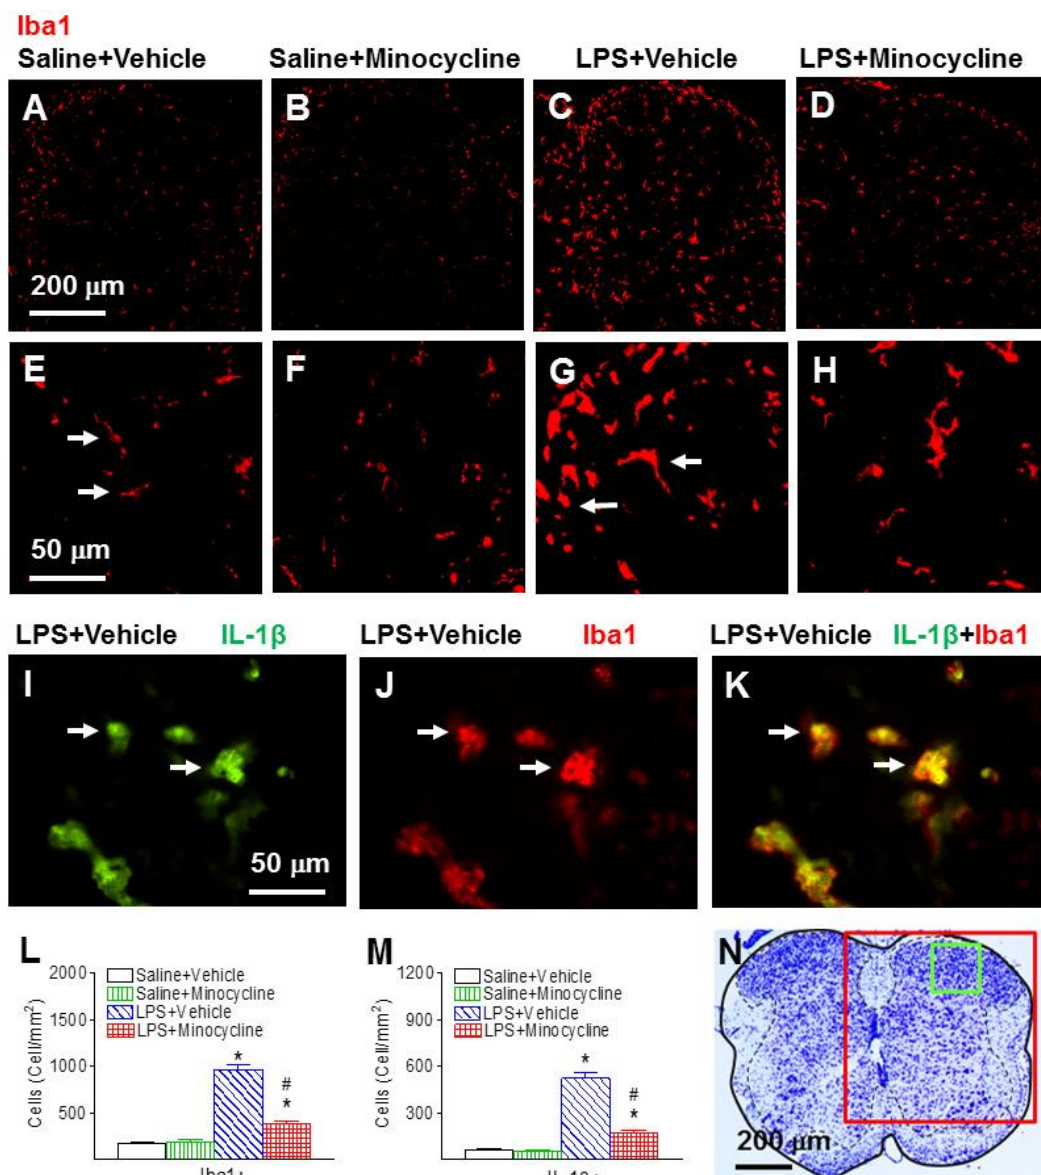 Iba1
Saline+Vehicle Saline+Minocycline LPS+Vehicle LPS+Minocycline
A B C D
200 μm
E F G H
50 μm
LPS+Vehicle IL-1β LPS+Vehicle Iba1 LPS+Vehicle IL-1β+Iba1
I J K
50 μm
L M N
2000
1500
1000
500
Cells (Cell/mm²)
Saline+Vehicle
Saline+Minocycline
LPS+Vehicle
LPS+Minocycline
*
#
*
1200
900
600
300
Cells (Cell/mm²)
Saline+Vehicle
Saline+Minocycline
LPS+Vehicle
LPS+Minocycline
*
#
*
200 μm